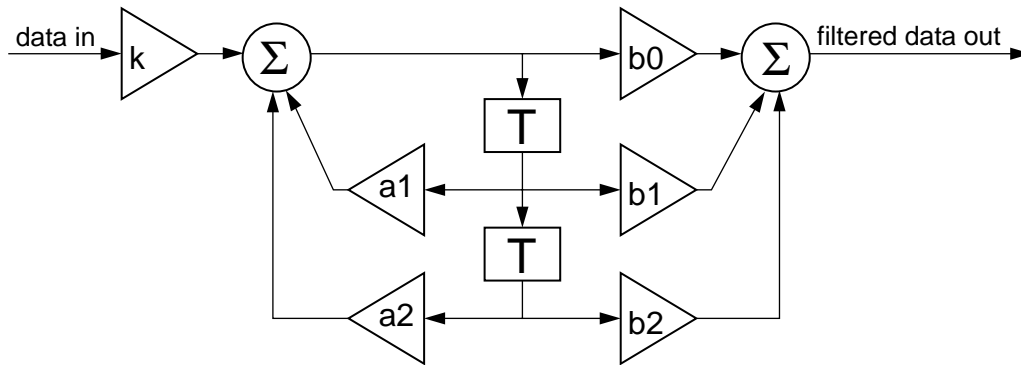 data in
k
Σ
b0
Σ
filtered data out
T
a1
b1
T
a2
b2